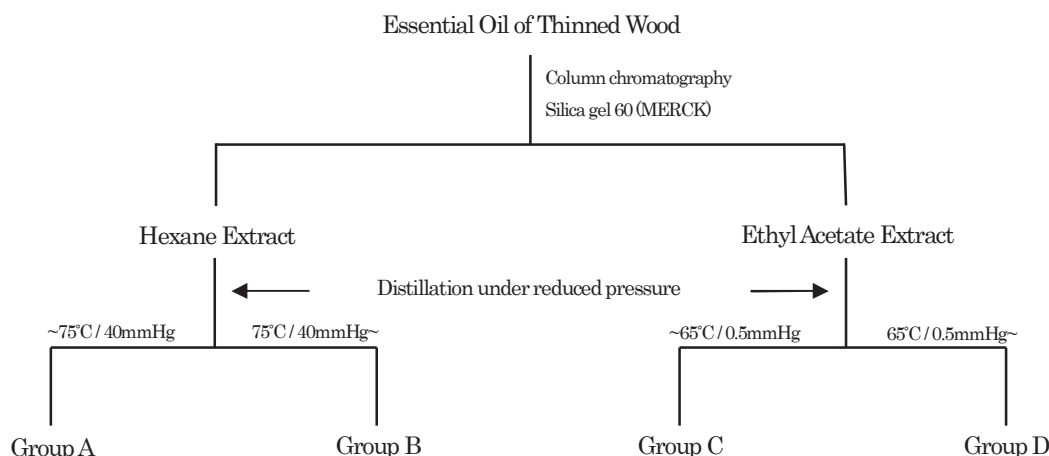 Essential Oil of Thinned Wood
Column chromatography
Silica gel 60 (MERCK)
Hexane Extract
Ethyl Acetate Extract
Distillation under reduced pressure
~75℃ / 40mmHg
75℃ / 40mmHg~
~65℃ / 0.5mmHg
65℃ / 0.5mmHg~
Group A
Group B
Group C
Group D